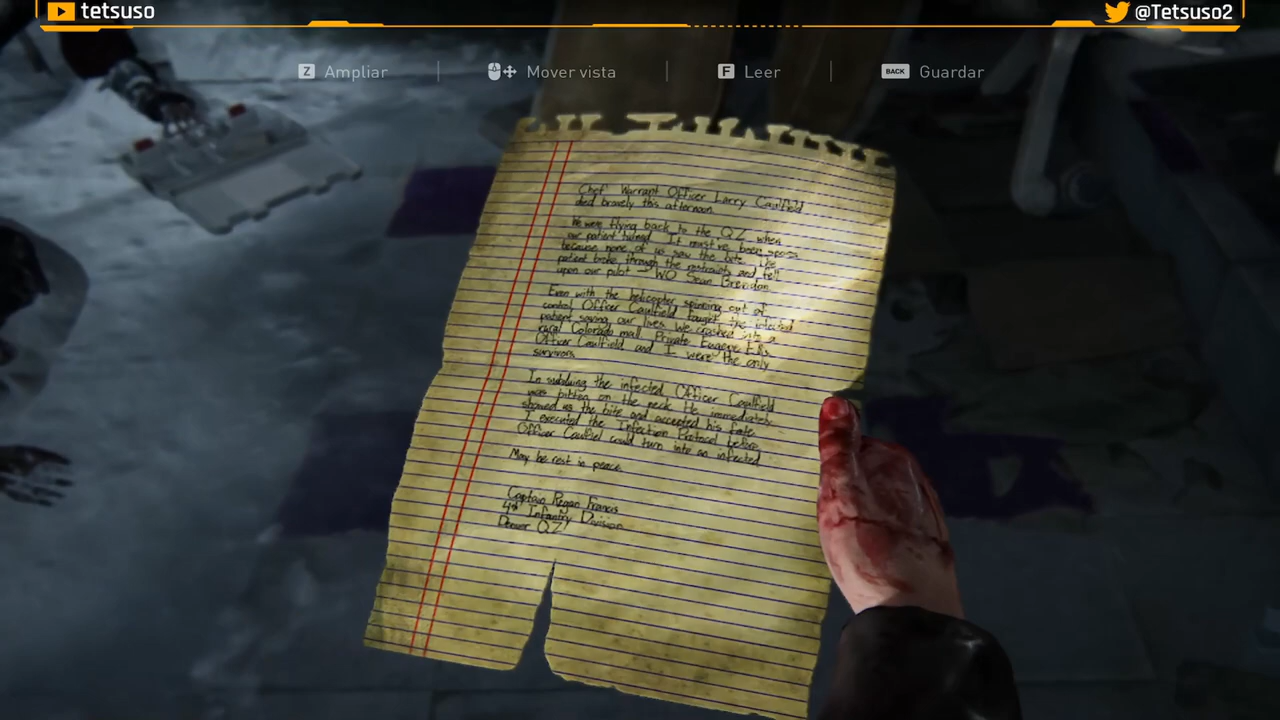 tetsuso
@Tetsuso2
Z Ampliar
Mover vista
F Leer
BACK Guardar
Chief Warrant Officer Larry Caulfield
died bravely this afternoon.
We were flying back to the QZ when
our patient turned. It must've been spores
because none of us saw the bite. The
patient broke through the restraints and fell
upon our pilot - WO Sean Brendon
Even with the helicopter spinning out of
control, Officer Caulfield fought the infected
patient saving our lives. We crashed into a
rural Colorado mall. Private Eugene Ellis,
Officer Caulfield and I were the only
survivors.
In subduing the infected, Officer Caulfield
was bitten on the neck. He immediately
showed us the bite and accepted his fate.
I executed the Infection Protocol before
Officer Caulfiel could turn into an infected
May he rest in peace.
Captain Regan Francis
4th Infantry Division
Denver QZ